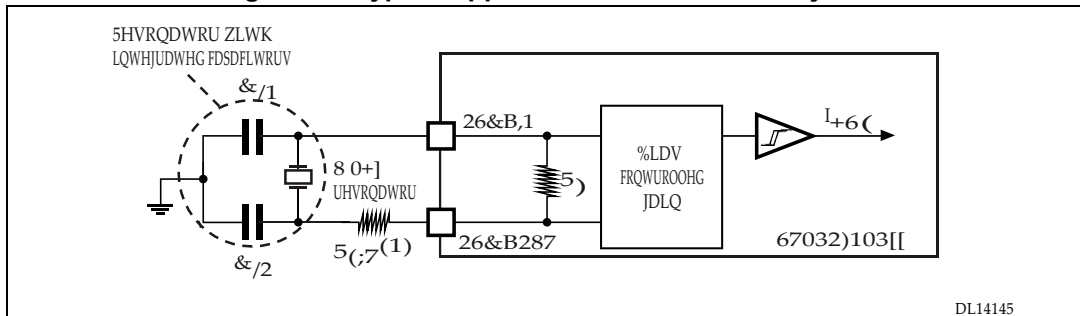 5HVRQDWRU ZLWK
LQWHJUDWHG FDSDFLWRUV
&/1
26&B,1
I+6(
8 0+]
UHVRQDWRU
5)
%LDV
FRQWUROOHG
JDLQ
5(;7(1)
26&B287
67032)103[[
&/2
DL14145